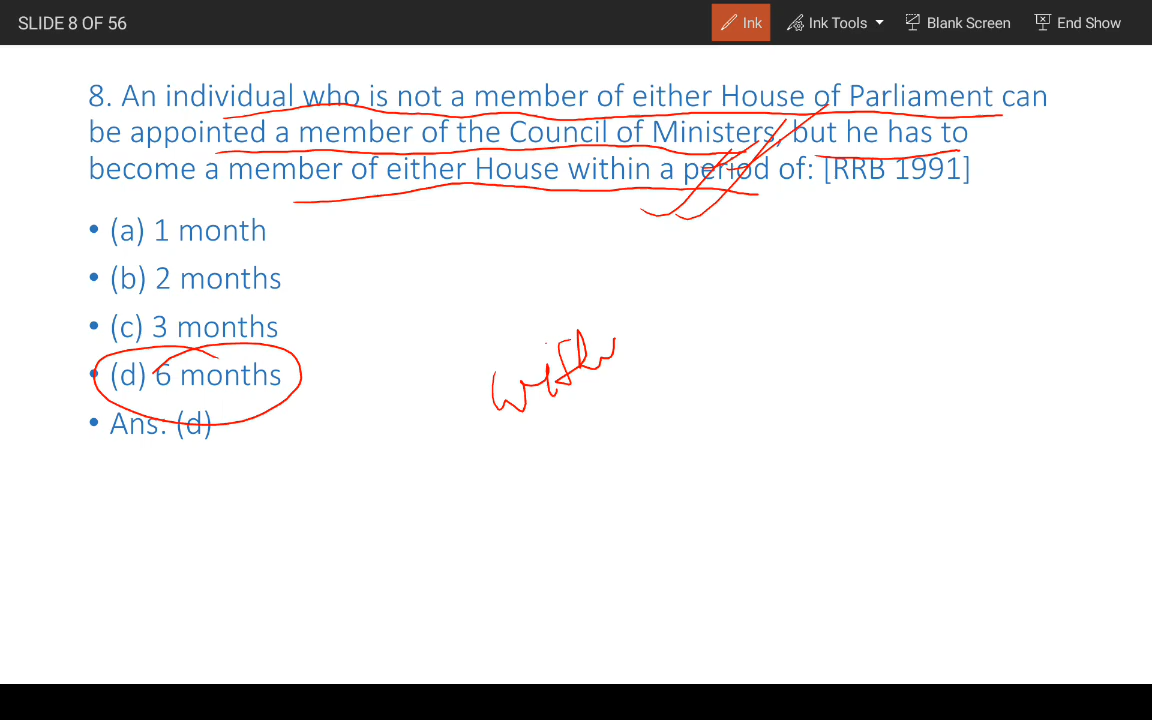 SLIDE 8 OF 56 Ink Ink Tools Blank Screen End Show
8. An individual who is not a member of either House of Parliament can
be appointed a member of the Council of Ministers, but he has to
become a member of either House within a period of: [RRB 1991]
• (a) 1 month
• (b) 2 months
• (c) 3 months
• (d) 6 months
• Ans: (d)